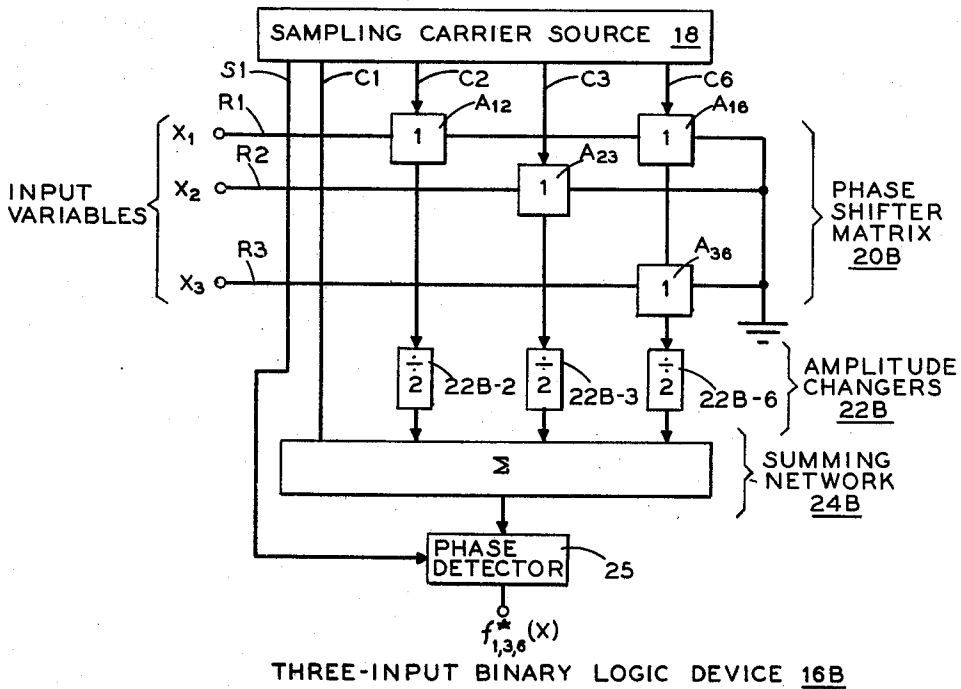 SAMPLING CARRIER SOURCE 18
S1 C1 C2 C3 C6
R1 A12 A16
X1 1 1
R2 A23
X2 1
R3 A36
X3 1
INPUT
VARIABLES
PHASE
SHIFTER
MATRIX
20B
÷2 22B-2 ÷2 22B-3 ÷2 22B-6
AMPLITUDE
CHANGERS
22B
Σ
SUMMING
NETWORK
24B
PHASE
DETECTOR
25
f*1,3,6(X)
THREE-INPUT BINARY LOGIC DEVICE 16B